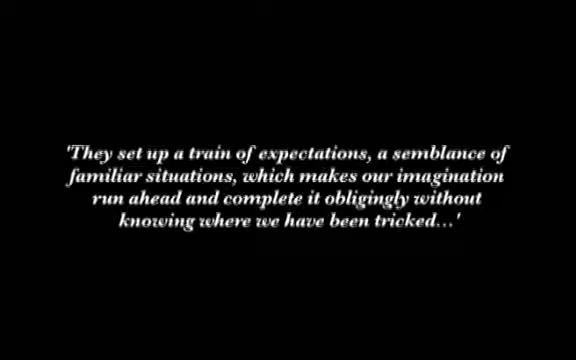 'They set up a train of expectations, a semblance of
familiar situations, which makes our imagination
run ahead and complete it obligingly without
knowing where we have been tricked...'